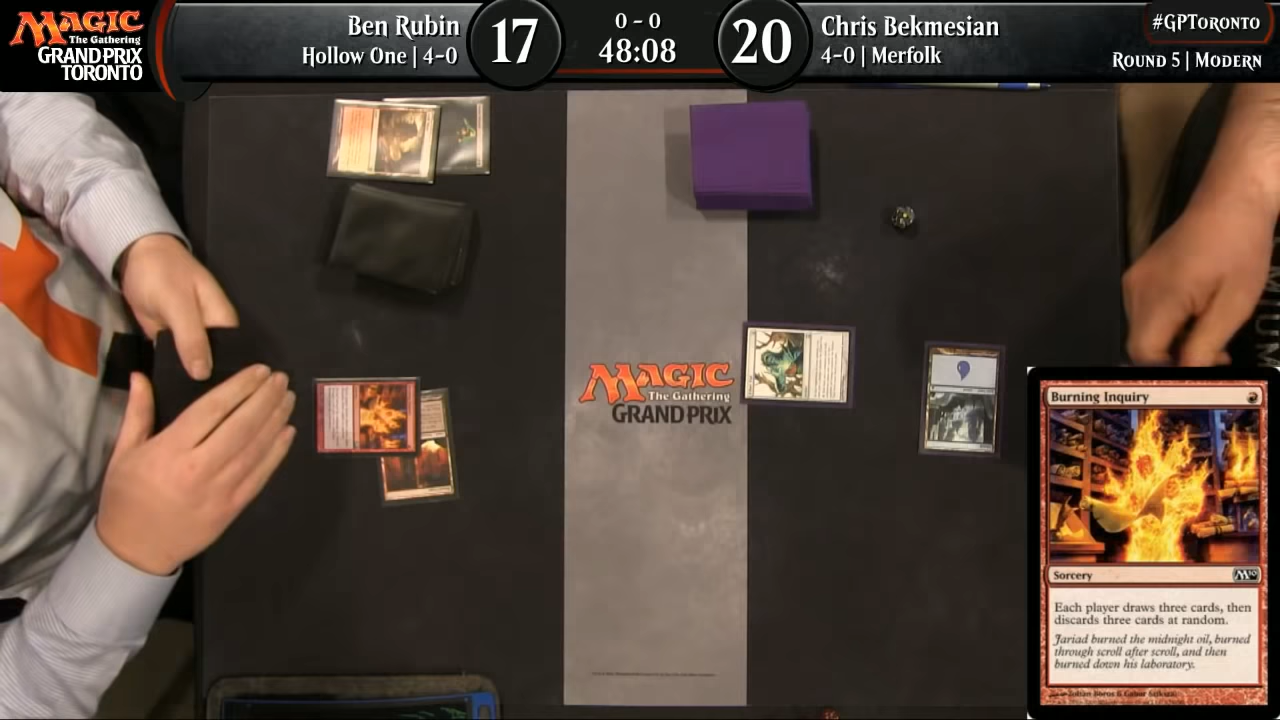 MAGIC
The Gathering
GRAND PRIX
TORONTO
Ben Rubin
Hollow One | 4-0
17
0 - 0
48:08
20
Chris Bekmesian
4-0 | Merfolk
#GPTORONTO
ROUND 5 | MODERN
MAGIC
The Gathering
GRAND PRIX
Burning Inquiry
Sorcery
M10
Each player draws three cards, then
discards three cards at random.
Jariad burned the midnight oil, burned
through scroll after scroll, and then
burned down his laboratory.